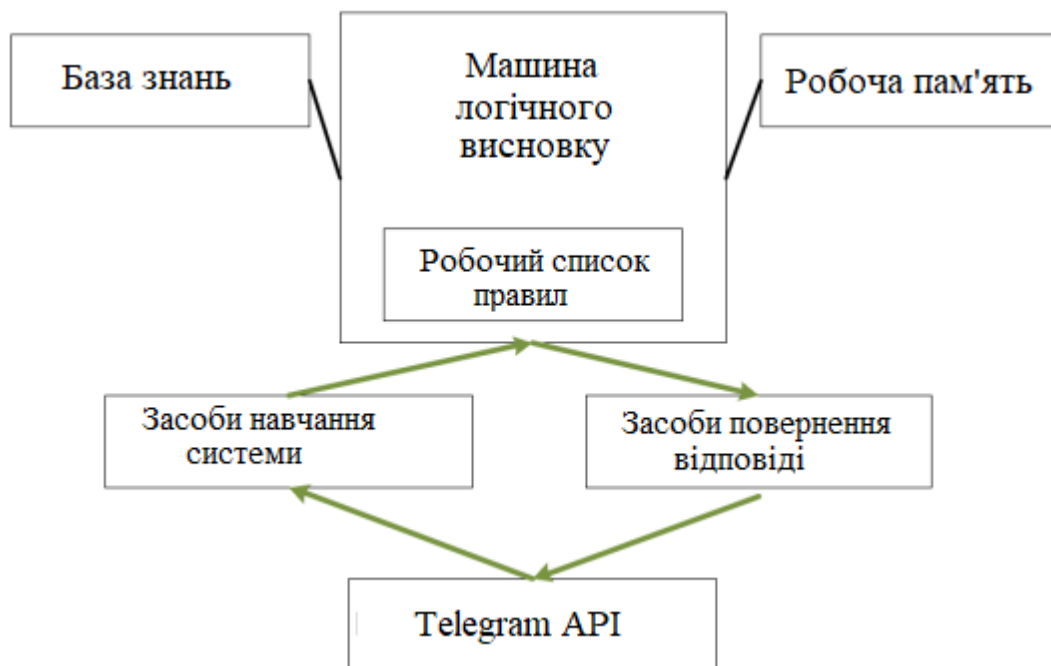 База знань
Машина
логічного
висновку
Робоча пам'ять
Робочий список
правил
Засоби навчання
системи
Засоби повернення
відповіді
Telegram API